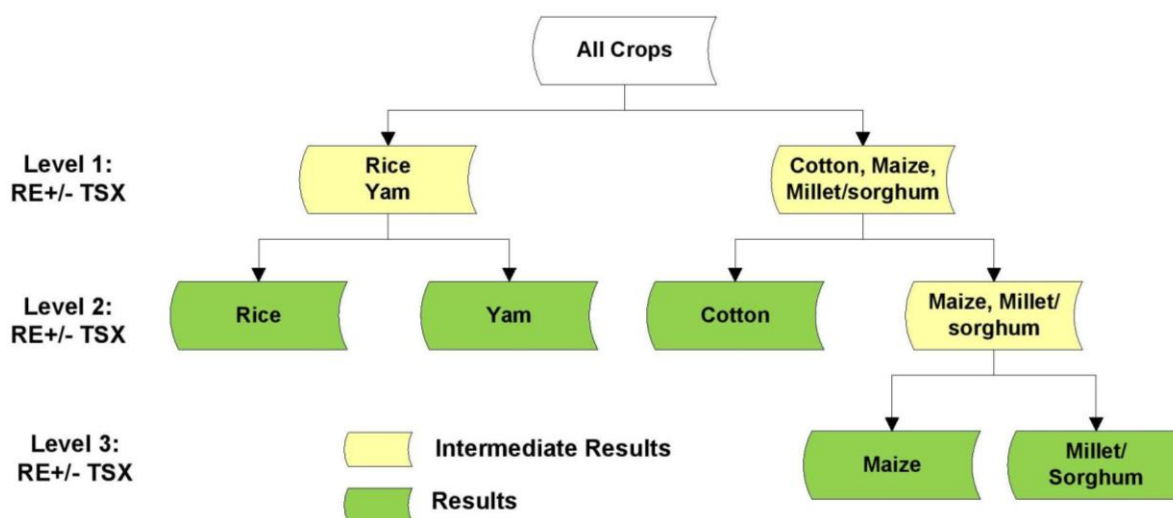 All Crops
Level 1:
RE+/- TSX
Rice
Yam
Cotton, Maize,
Millet/sorghum
Level 2:
RE+/- TSX
Rice
Yam
Cotton
Maize, Millet/
sorghum
Level 3:
RE+/- TSX
Intermediate Results
Results
Maize
Millet/
Sorghum